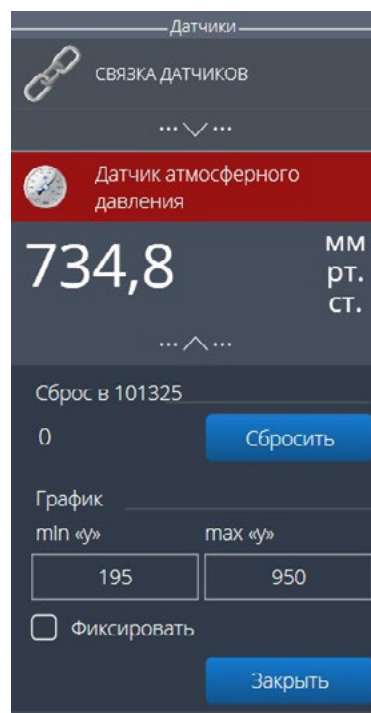 Датчики
СВЯЗКА ДАТЧИКОВ
Датчик атмосферного
давления
734,8
мм
рт.
ст.
Сброс в 101325
0
Сбросить
График
min «y»
max «y»
195
950
Фиксировать
Закрыть